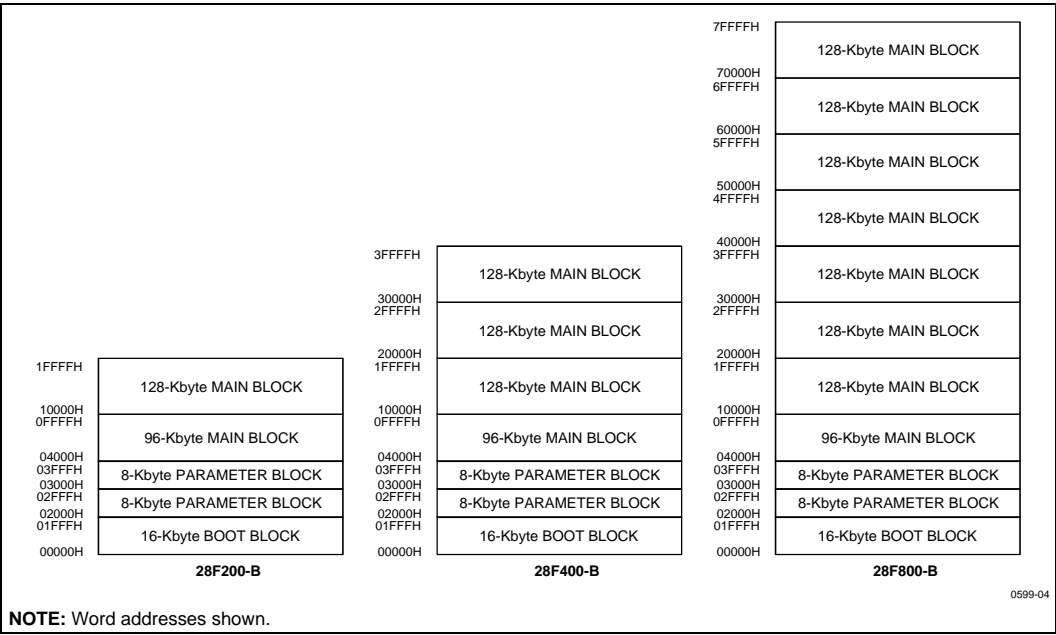 1FFFFH
128-Kbyte MAIN BLOCK
10000H
0FFFFH
96-Kbyte MAIN BLOCK
04000H
03FFFH
8-Kbyte PARAMETER BLOCK
03000H
02FFFH
8-Kbyte PARAMETER BLOCK
02000H
01FFFH
16-Kbyte BOOT BLOCK
00000H
28F200-B
3FFFFH
128-Kbyte MAIN BLOCK
30000H
2FFFFH
128-Kbyte MAIN BLOCK
20000H
1FFFFH
128-Kbyte MAIN BLOCK
10000H
0FFFFH
96-Kbyte MAIN BLOCK
04000H
03FFFH
8-Kbyte PARAMETER BLOCK
03000H
02FFFH
8-Kbyte PARAMETER BLOCK
02000H
01FFFH
16-Kbyte BOOT BLOCK
00000H
28F400-B
7FFFFH
128-Kbyte MAIN BLOCK
70000H
6FFFFH
128-Kbyte MAIN BLOCK
60000H
5FFFFH
128-Kbyte MAIN BLOCK
50000H
4FFFFH
128-Kbyte MAIN BLOCK
40000H
3FFFFH
128-Kbyte MAIN BLOCK
30000H
2FFFFH
128-Kbyte MAIN BLOCK
20000H
1FFFFH
128-Kbyte MAIN BLOCK
10000H
0FFFFH
96-Kbyte MAIN BLOCK
04000H
03FFFH
8-Kbyte PARAMETER BLOCK
03000H
02FFFH
8-Kbyte PARAMETER BLOCK
02000H
01FFFH
16-Kbyte BOOT BLOCK
00000H
28F800-B
0599-04
NOTE: Word addresses shown.